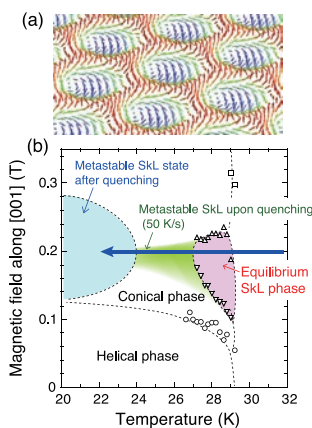 (a)
(b)
Metastable SkL state
after quenching
Metastable SkL upon quenching
(50 K/s)
Equilibrium
SkL phase
Conical phase
Helical phase
Magnetic field along [001] (T)
0.3
0.2
0.1
0
20 22 24 26 28 30 32
Temperature (K)